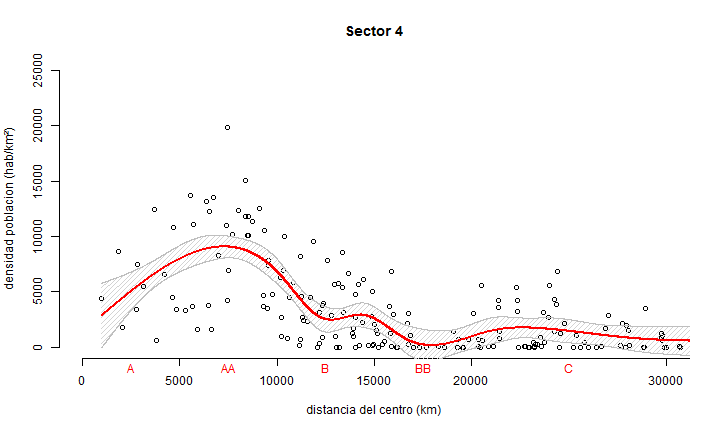 Sector 4
densidad poblacion (hab/km²)
25000
20000
15000
10000
5000
0
0 5000 10000 15000 20000 30000
A AA B BB C
distancia del centro (km)